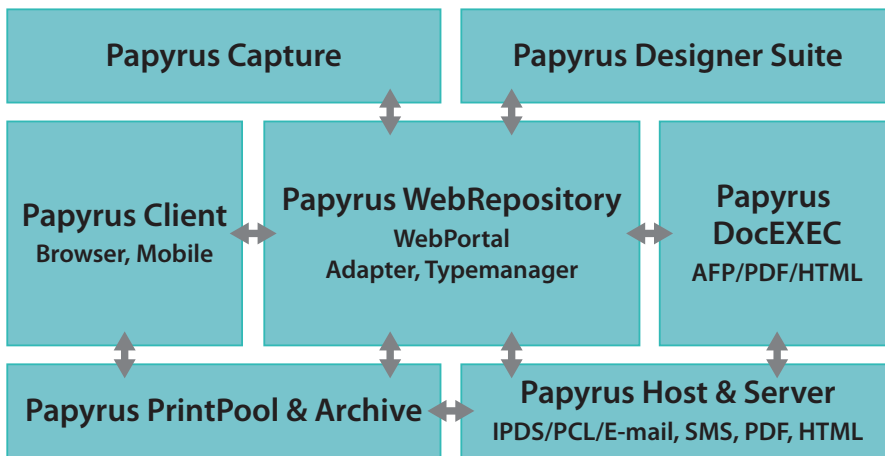 Papyrus Capture
Papyrus Designer Suite
Papyrus Client
Browser, Mobile
Papyrus WebRepository
WebPortal
Adapter, Typemanager
Papyrus
DocEXEC
AFP/PDF/HTML
Papyrus PrintPool & Archive
Papyrus Host & Server
IPDS/PCL/E-mail, SMS, PDF, HTML